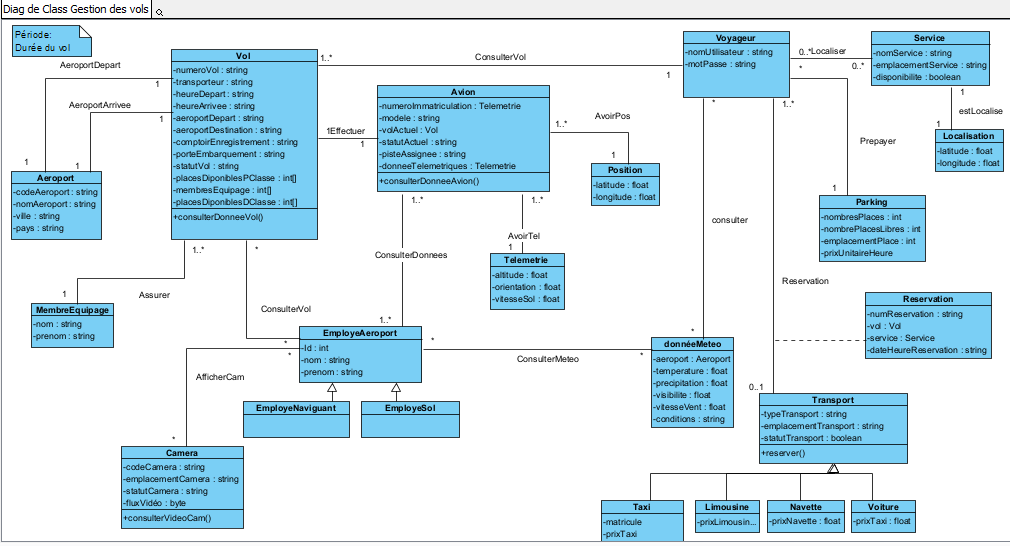 Diag de Class Gestion des vols
Période:
Durée du vol
AeroportDepart
1
1
AeroportArrivee
1
1
Aeroport
-codeAeroport : string
-nomAeroport : string
-ville : string
-pays : string
Vol
-numeroVol : string
-transporteur : string
-heureDepart : string
-heureArrivee : string
-aeroportDepart : string
-aeroportDestination : string
-comptoirEnregistrement : string
-porteEmbarquement : string
-statutVol : string
-placesDiponiblesPClasse : int[]
-membresEquipage : int[]
-placesDiponiblesDClasse : int[]
+consulterDonneeVol()
1..*
ConsulterVol
1
1Effectuer
1
Avion
-numeroImmatriculation : Telemetrie
-modele : string
-volActuel : Vol
-statutActuel : string
-pisteAssignee : string
-donneeTelemetriques : Telemetrie
+consulterDonneeAvion()
1..*
AvoirPos
1
Position
-latitude : float
-longitude : float
Voyageur
-nomUtilisateur : string
-motPasse : string
0..*Localiser
0..*
Service
-nomService : string
-emplacementService : string
-disponibilite : boolean
1
estLocalise
1
Localisation
-latitude : float
-longitude : float
*
Prepayer
1
Parking
-nombresPlaces : int
-nombrePlacesLibres : int
-emplacementPlace : int
-prixUnitaireHeure
1..*
AvoirTel
1
Telemetrie
-altitude : float
-orientation : float
-vitesseSol : float
1..*
ConsulterDonnees
1..*
1..*
Assurer
1
MembreEquipage
-nom : string
-prenom : string
*
ConsulterVol
*
EmployeAeroport
-Id : int
-nom : string
-prenom : string
EmployeNaviguant
EmployeSol
*
AfficherCam
*
Camera
-codeCamera : string
-emplacementCamera : string
-statutCamera : string
-fluxVidéo : byte
+consulterVideoCam()
*
ConsulterMeteo
*
*
consulter
*
donnéeMeteo
-aeroport : Aeroport
-temperature : float
-precipitation : float
-visibilite : float
-vitesseVent : float
-conditions : string
1..*
Reservation
0..1
Reservation
-numReservation : string
-vol : Vol
-service : Service
-dateHeureReservation : string
Transport
-typeTransport : string
-emplacementTransport : string
-statutTransport : boolean
+reserver()
Taxi
-matricule
-prixTaxi
Limousine
-prixLimousin...
Navette
-prixNavette : float
Voiture
-prixTaxi : float